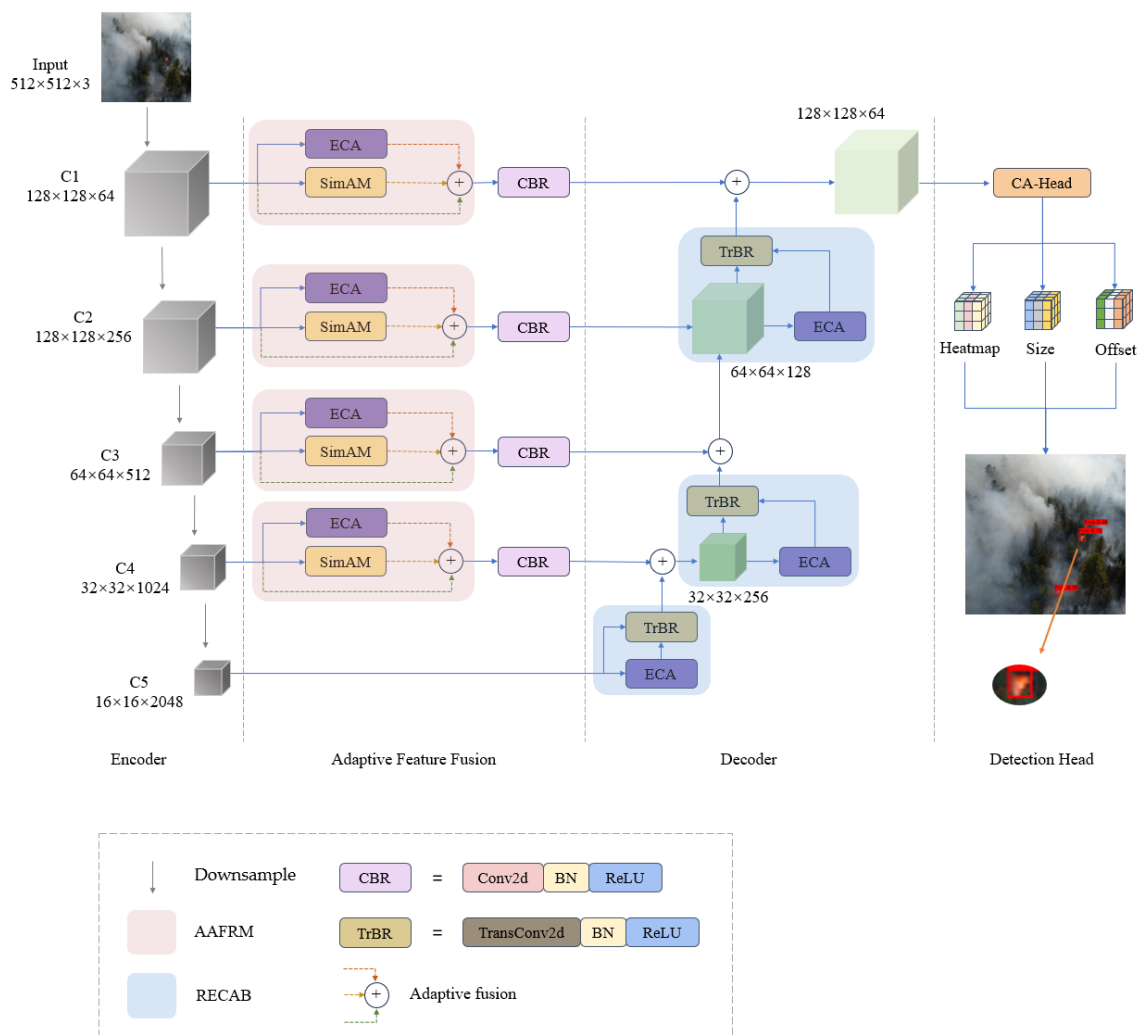 Input
512×512×3
C1
128×128×64
ECA
SimAM
+
CBR
+
128×128×64
CA-Head
TrBR
ECA
64×64×128
C2
128×128×256
ECA
SimAM
+
CBR
Heatmap
Size
Offset
C3
64×64×512
ECA
SimAM
+
CBR
+
TrBR
ECA
32×32×256
C4
32×32×1024
ECA
SimAM
+
CBR
+
TrBR
ECA
C5
16×16×2048
Encoder
Adaptive Feature Fusion
Decoder
Detection Head
Downsample
CBR = Conv2d BN ReLU
AAFRM
TrBR = TransConv2d BN ReLU
RECAB
+ Adaptive fusion